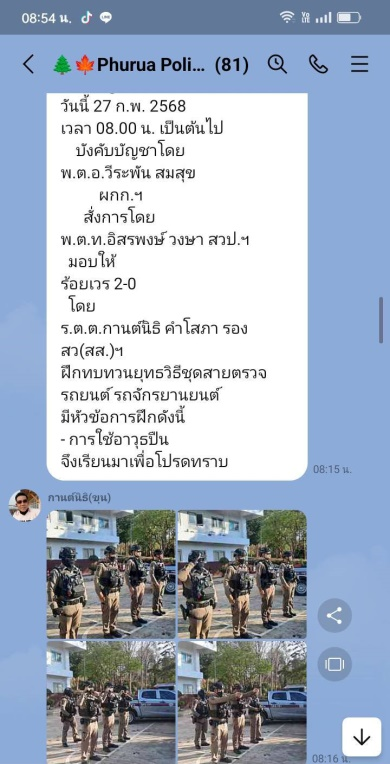 08:54 น.
🌲🍁Phurua Poli... (81)
วันนี้ 27 ก.พ. 2568
เวลา 08.00 น. เป็นต้นไป
บังคับบัญชาโดย
พ.ต.อ.วีระพัน สมสุข
ผกก.ฯ
สั่งการโดย
พ.ต.ท.อิสรพงษ์ วงษา สวป.ฯ
มอบให้
ร้อยเวร 2-0
โดย
ร.ต.ต.กานต์นิธิ คำโสภา รอง
สว(สส.)ฯ
ฝึกทบทวนยุทธวิธีชุดสายตรวจ
รถยนต์ รถจักรยานยนต์
มีหัวข้อการฝึกดังนี้
- การใช้อาวุธปืน
จึงเรียนมาเพื่อโปรดทราบ
08:15 น.
กานต์นิธิ(ขุน)
08:16 น.